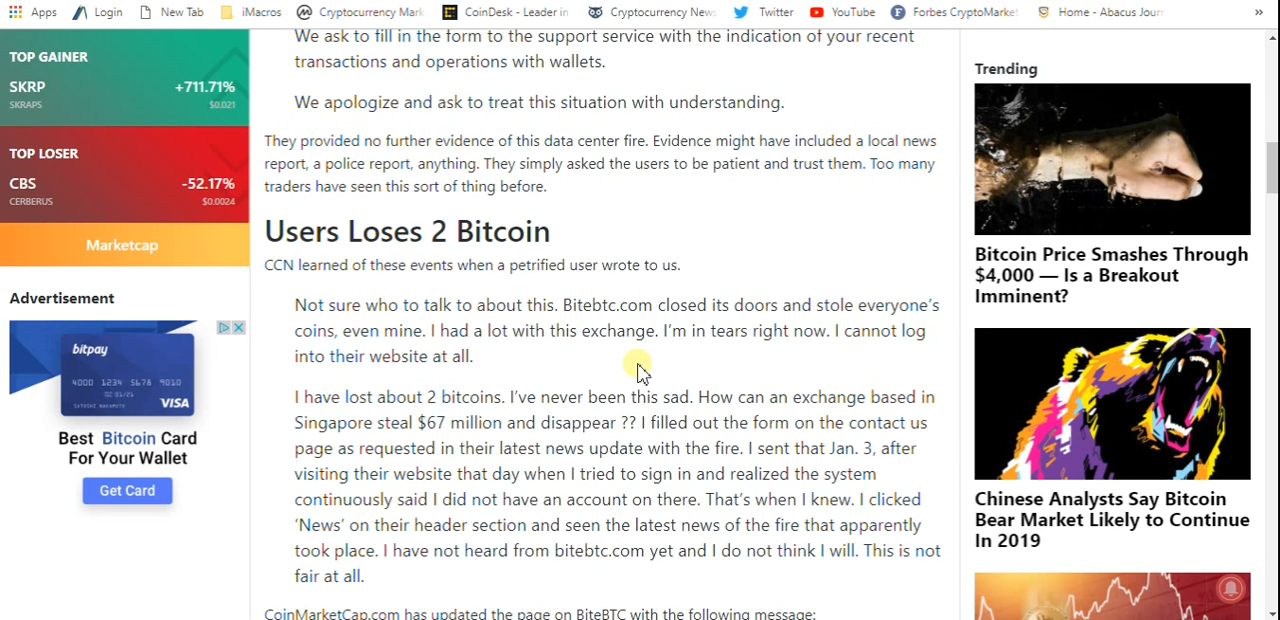 Apps
Login
New Tab
iMacros
Cryptocurrency Mark
CoinDesk - Leader in
Cryptocurrency News
Twitter
YouTube
Forbes CryptoMarket
Home - Abacus Jour
»
TOP GAINER
SKRP +711.71%
SKRAPS $0.021
TOP LOSER
CBS -52.17%
CERBERUS $0.0024
Marketcap
Advertisement
bitpay
4000 1234 5678 9010
VISA
Best Bitcoin Card
For Your Wallet
Get Card
We ask to fill in the form to the support service with the indication of your recent
transactions and operations with wallets.
We apologize and ask to treat this situation with understanding.
They provided no further evidence of this data center fire. Evidence might have included a local news
report, a police report, anything. They simply asked the users to be patient and trust them. Too many
traders have seen this sort of thing before.
Users Loses 2 Bitcoin
CCN learned of these events when a petrified user wrote to us.
Not sure who to talk to about this. Bitebtc.com closed its doors and stole everyone’s
coins, even mine. I had a lot with this exchange. I’m in tears right now. I cannot log
into their website at all.
I have lost about 2 bitcoins. I’ve never been this sad. How can an exchange based in
Singapore steal $67 million and disappear ?? I filled out the form on the contact us
page as requested in their latest news update with the fire. I sent that Jan. 3, after
visiting their website that day when I tried to sign in and realized the system
continuously said I did not have an account on there. That’s when I knew. I clicked
‘News’ on their header section and seen the latest news of the fire that apparently
took place. I have not heard from bitebtc.com yet and I do not think I will. This is not
fair at all.
CoinMarketCap.com has updated the page on BiteBTC with the following message:
Trending
Bitcoin Price Smashes Through
$4,000 — Is a Breakout
Imminent?
Chinese Analysts Say Bitcoin
Bear Market Likely to Continue
In 2019